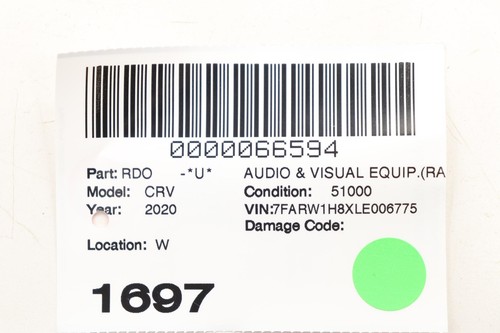 0000066594
Part: RDO -*U* AUDIO & VISUAL EQUIP.(RA
Model: CRV Condition: 51000
Year: 2020 VIN:7FARW1H8XLE006775
Damage Code:
Location: W
1697